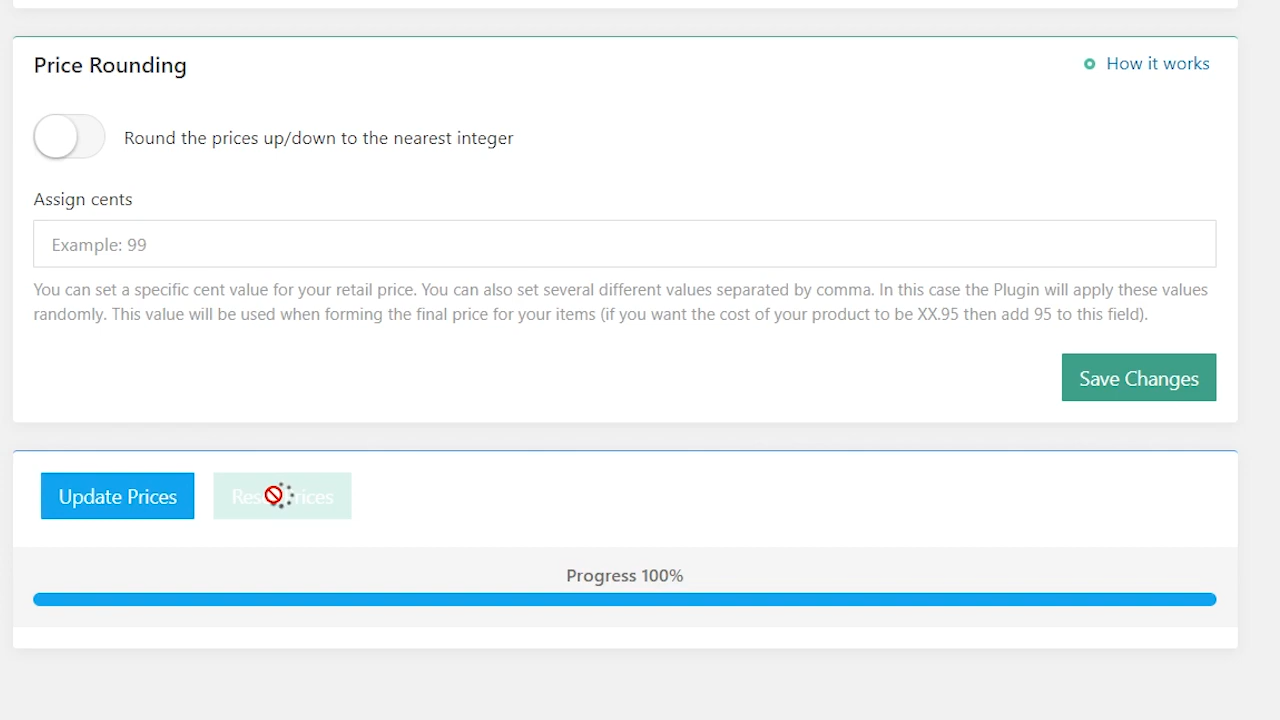 Price Rounding
How it works
Round the prices up/down to the nearest integer
Assign cents
Example: 99
You can set a specific cent value for your retail price. You can also set several different values separated by comma. In this case the Plugin will apply these values
randomly. This value will be used when forming the final price for your items (if you want the cost of your product to be XX.95 then add 95 to this field).
Save Changes
Update Prices
Progress 100%